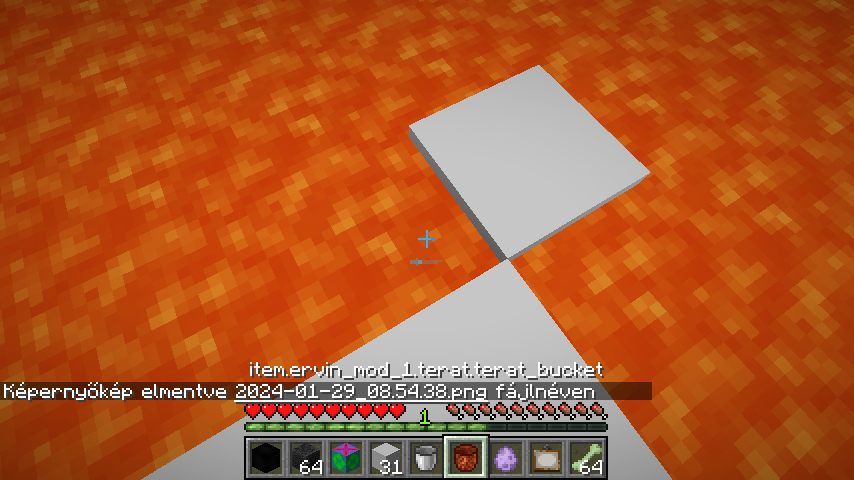 item.ervin_mod_1.terat.terat_bucket
Képernyőkép elmentve 2024-01-29_08.54.38.png fájlnéven
1
64 31 64